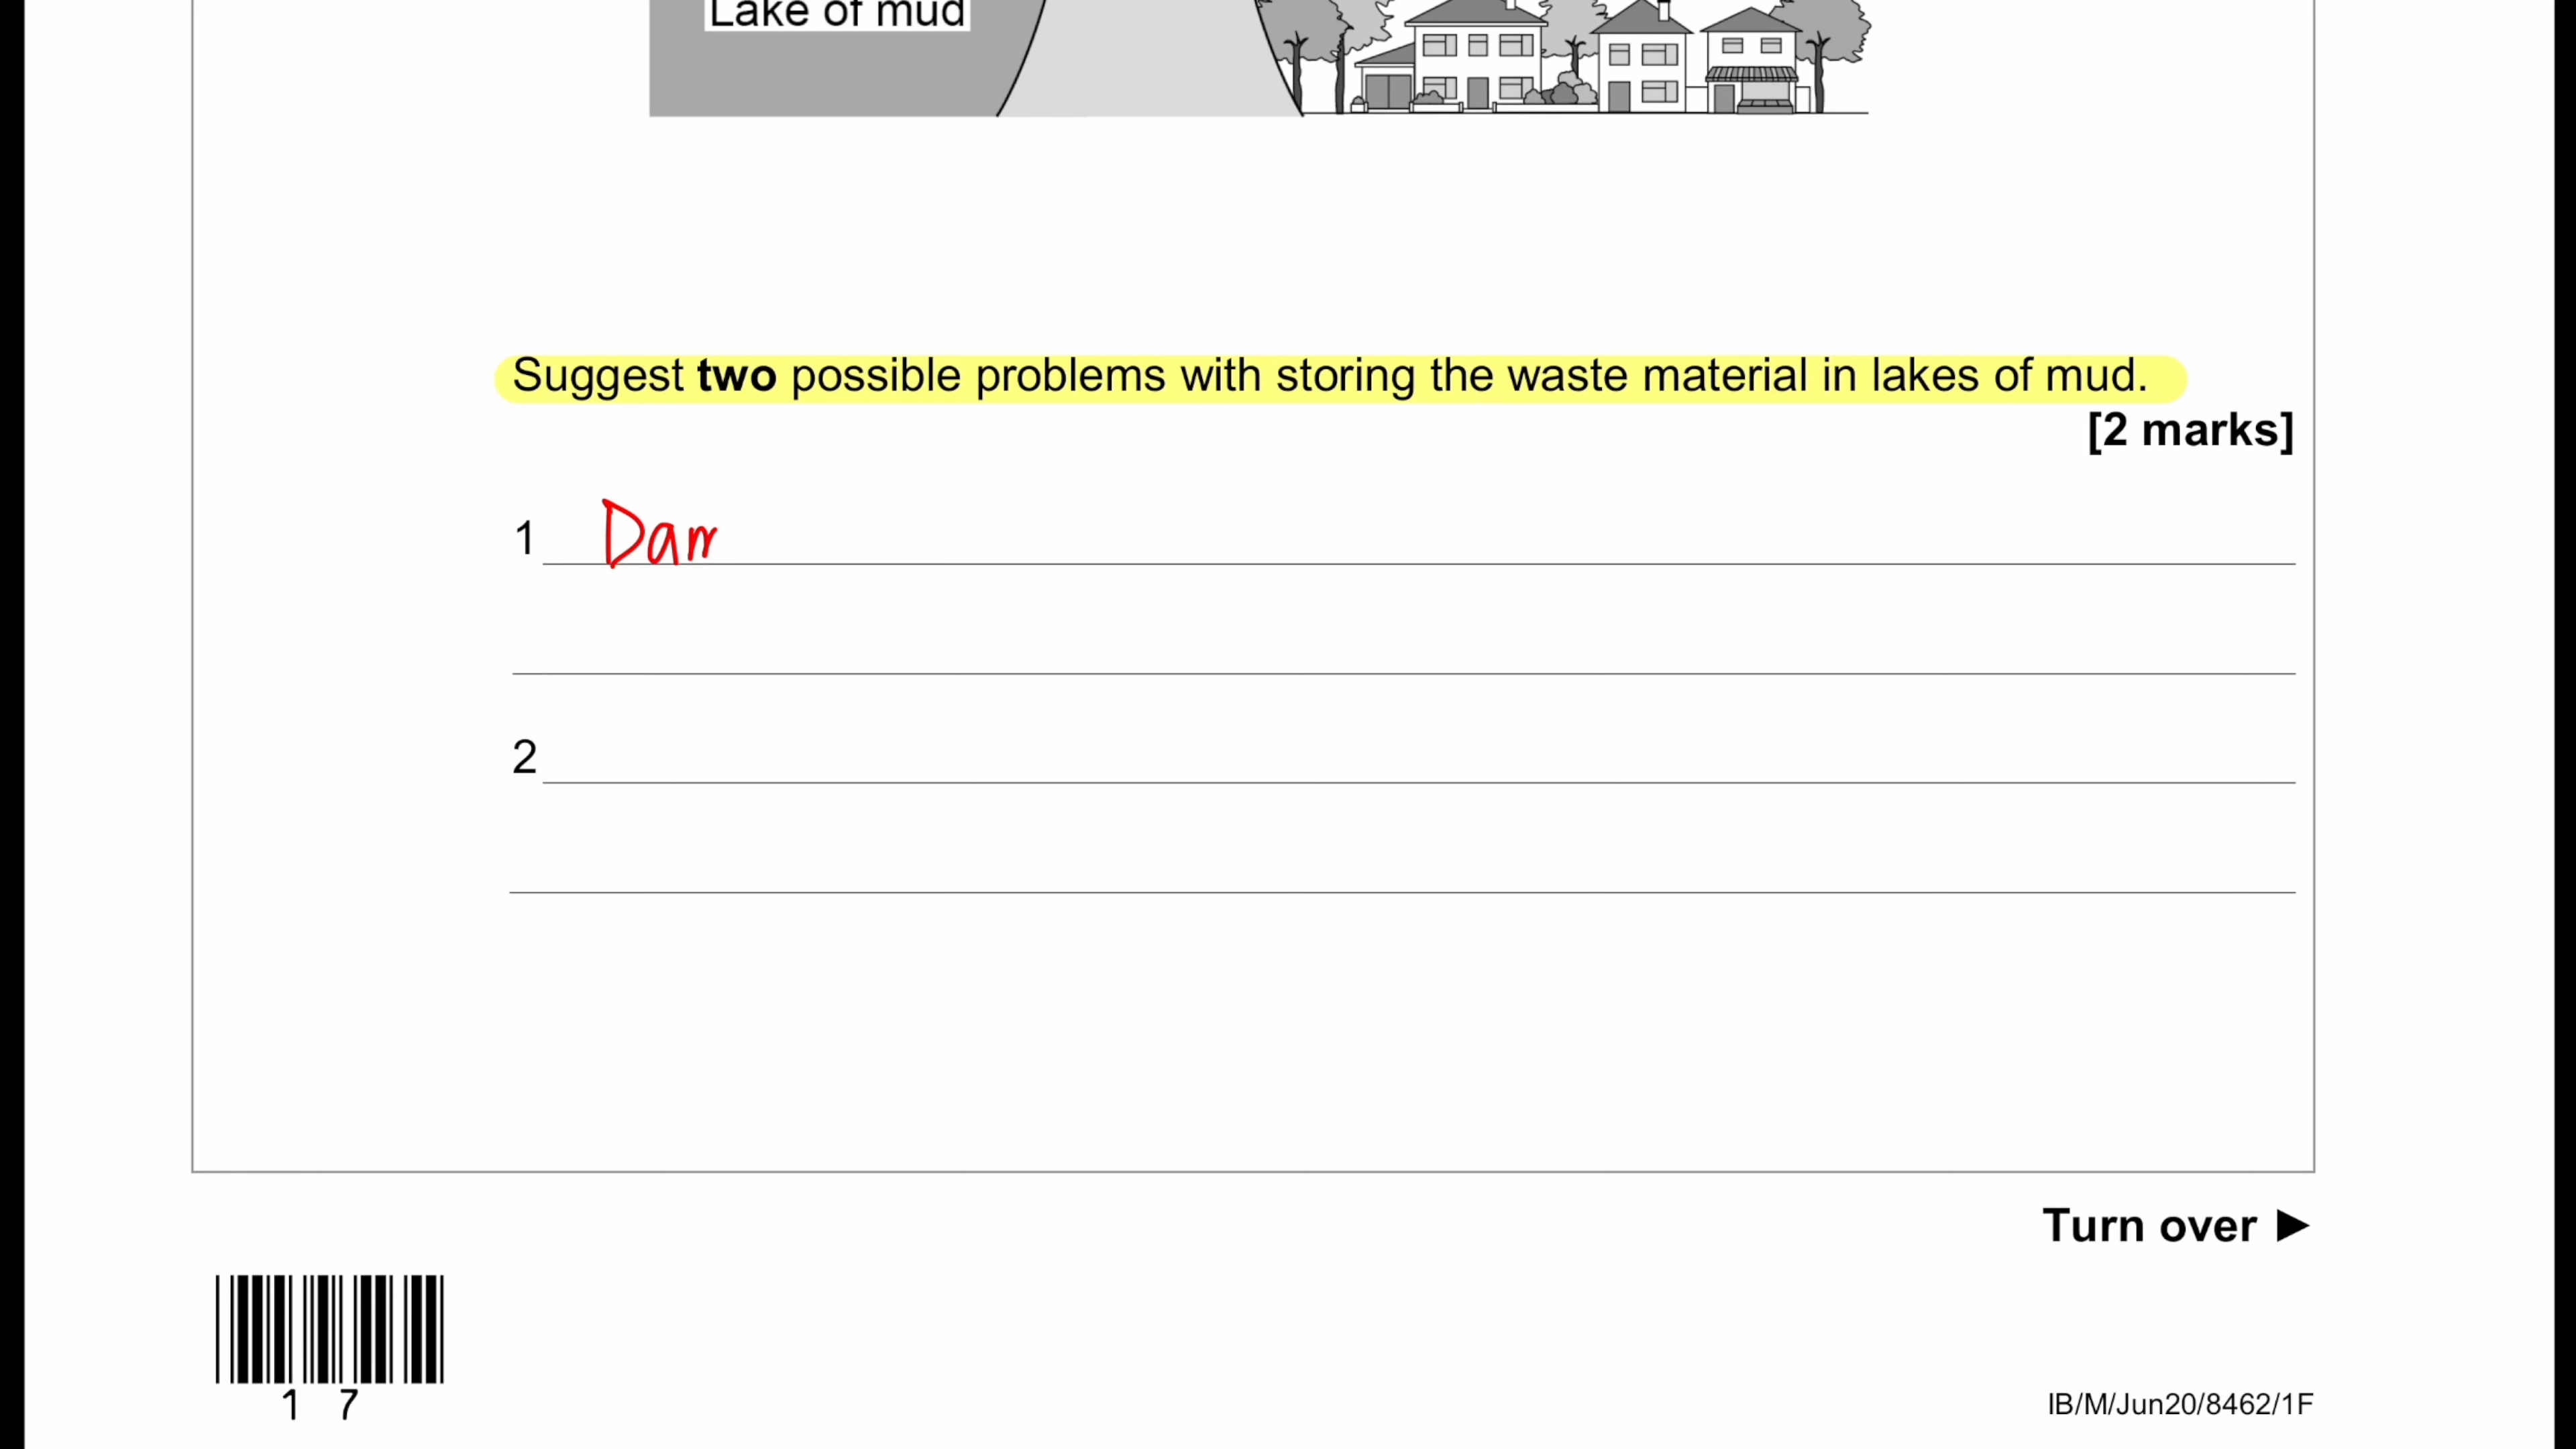 Lake of mud
Suggest two possible problems with storing the waste material in lakes of mud.
[2 marks]
1 Dam
2
Turn over ►
1 7
IB/M/Jun20/8462/1F